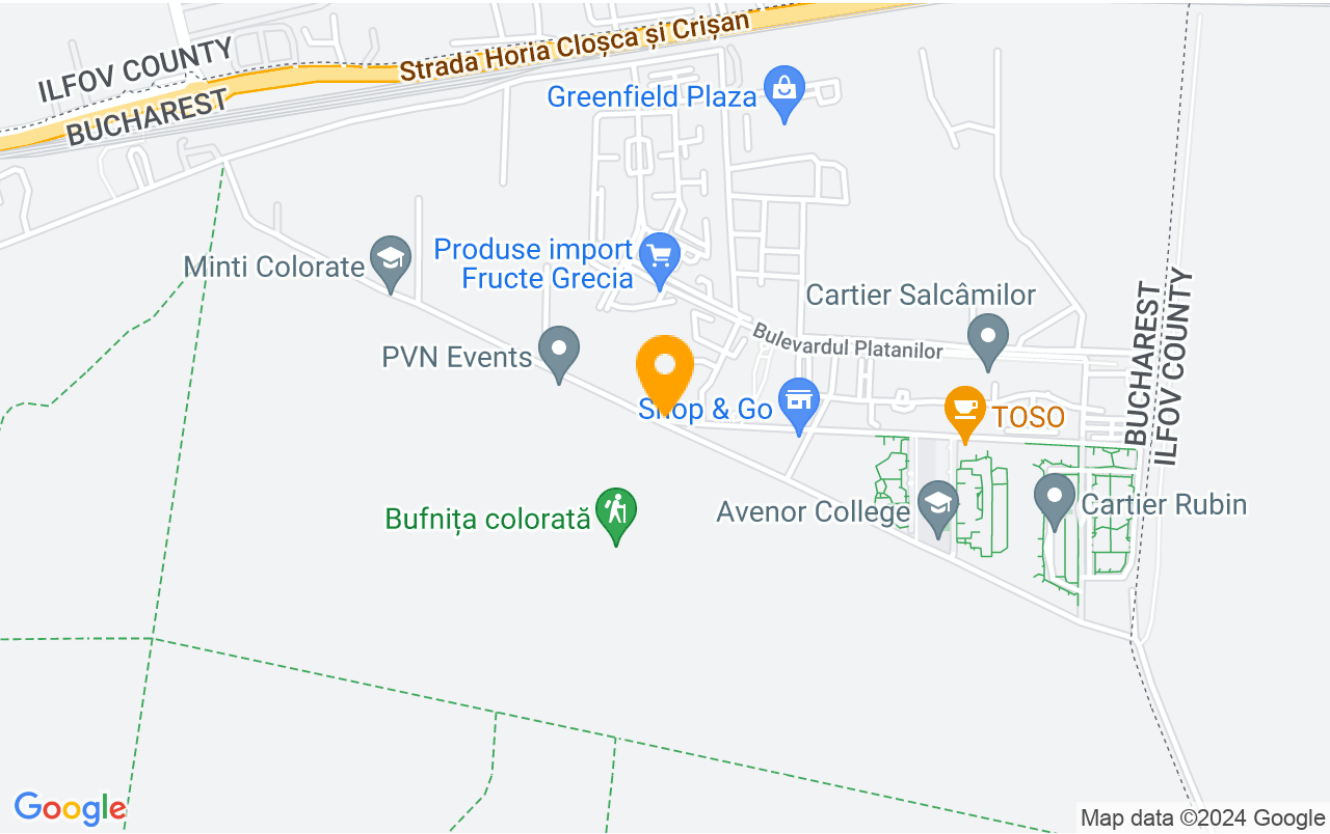 ILFOV COUNTY
BUCHAREST
Strada Horia Cloșca și Crișan
Greenfield Plaza
Minti Colorate
Produse import
Fructe Grecia
Cartier Salcâmilor
BUCHAREST
ILFOV COUNTY
Bulevardul Platanilor
PVN Events
Shop & Go
TOSO
Bufnița colorată
Avenor College
Cartier Rubin
Google
Map data ©2024 Google